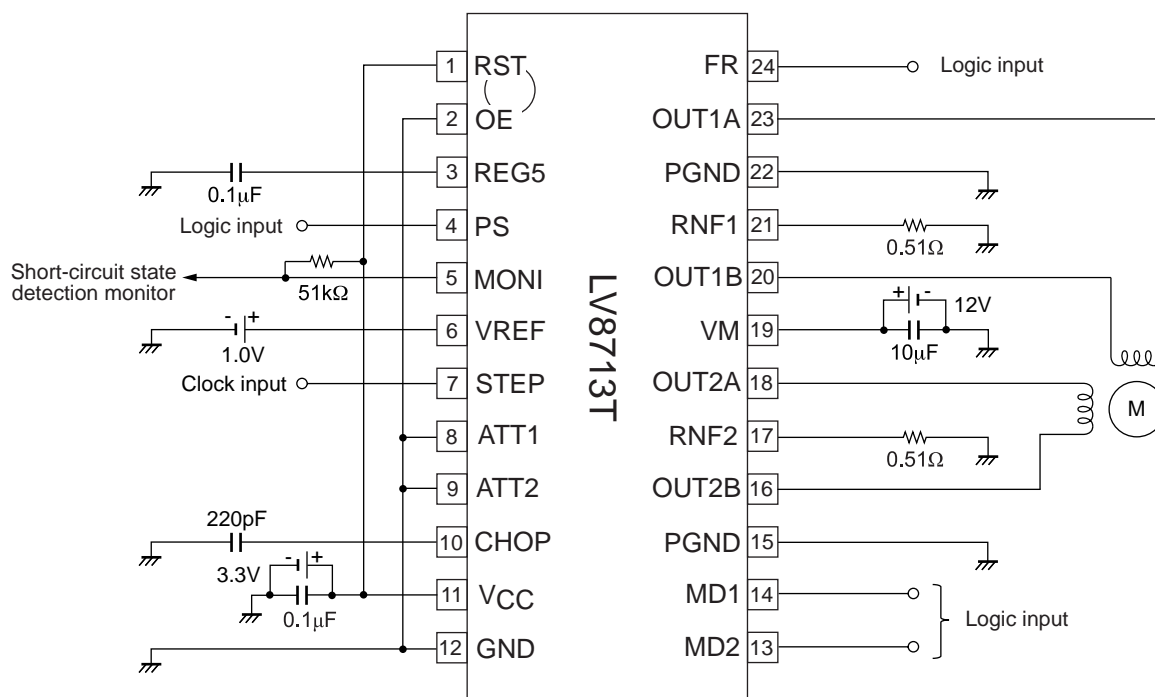 1 RST
2 OE
0.1µF
3 REG5
Logic input
4 PS
Short-circuit state
detection monitor
51kΩ
5 MONI
- +
1.0V
6 VREF
Clock input
7 STEP
8 ATT1
9 ATT2
220pF
10 CHOP
3.3V
- +
0.1µF
11 VCC
12 GND
LV8713T
FR 24
Logic input
OUT1A 23
PGND 22
RNF1 21
0.51Ω
OUT1B 20
+ -
12V
VM 19
10µF
OUT2A 18
M
RNF2 17
0.51Ω
OUT2B 16
PGND 15
MD1 14
Logic input
MD2 13